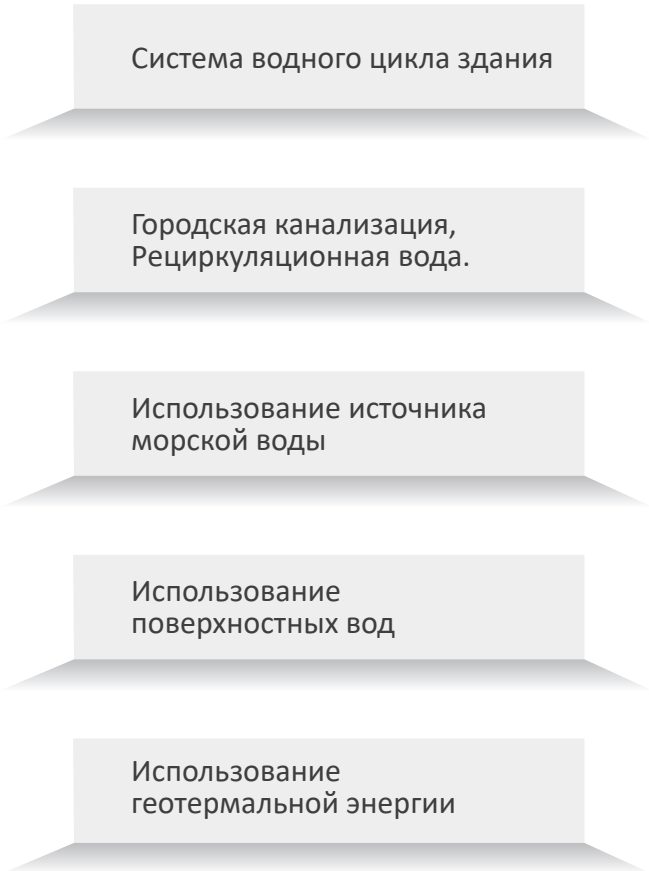 Система водного цикла здания
Городская канализация,
Рециркуляционная вода.
Использование источника
морской воды
Использование
поверхностных вод
Использование
геотермальной энергии